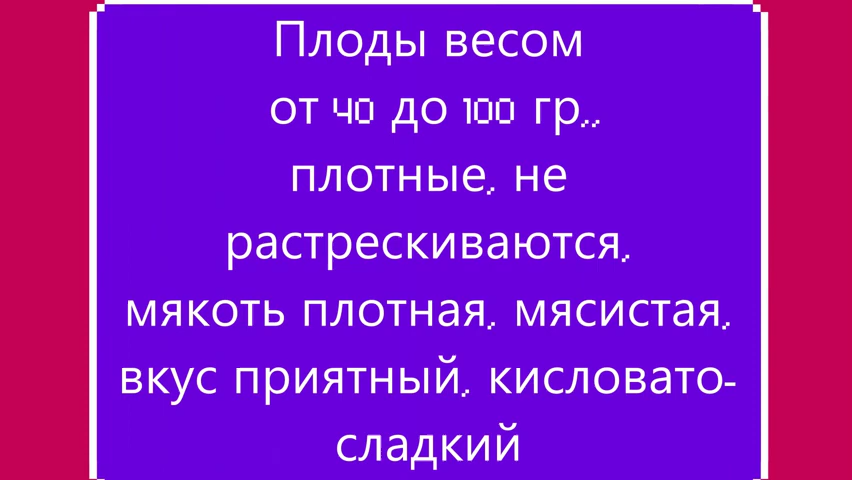 Плоды весом
от 40 до 100 гр.,
плотные, не
растрескиваются,
мякоть плотная, мясистая,
вкус приятный, кисловато-
сладкий